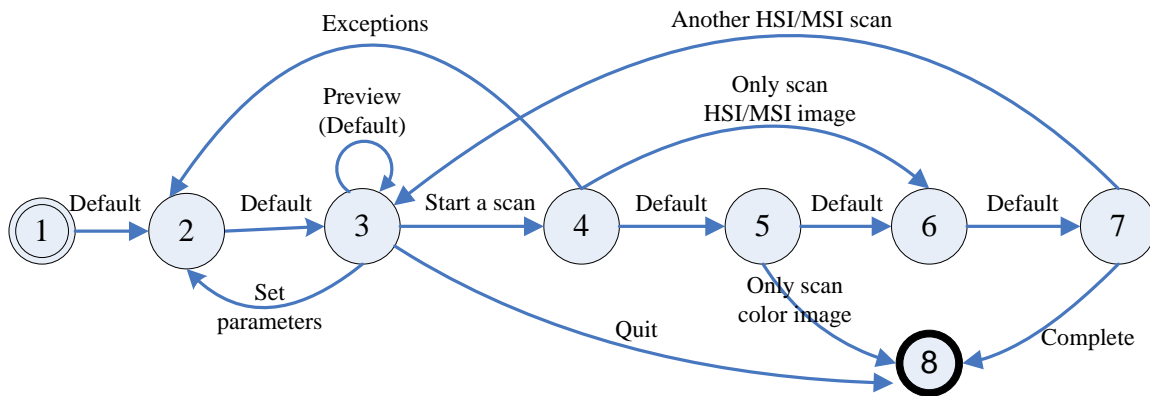 Exceptions
Another HSI/MSI scan
Preview
(Default)
Only scan
HSI/MSI image
Default
Default
Start a scan
Default
Default
Default
1
2
3
4
5
6
7
Set
parameters
Only scan
color image
Quit
Complete
8